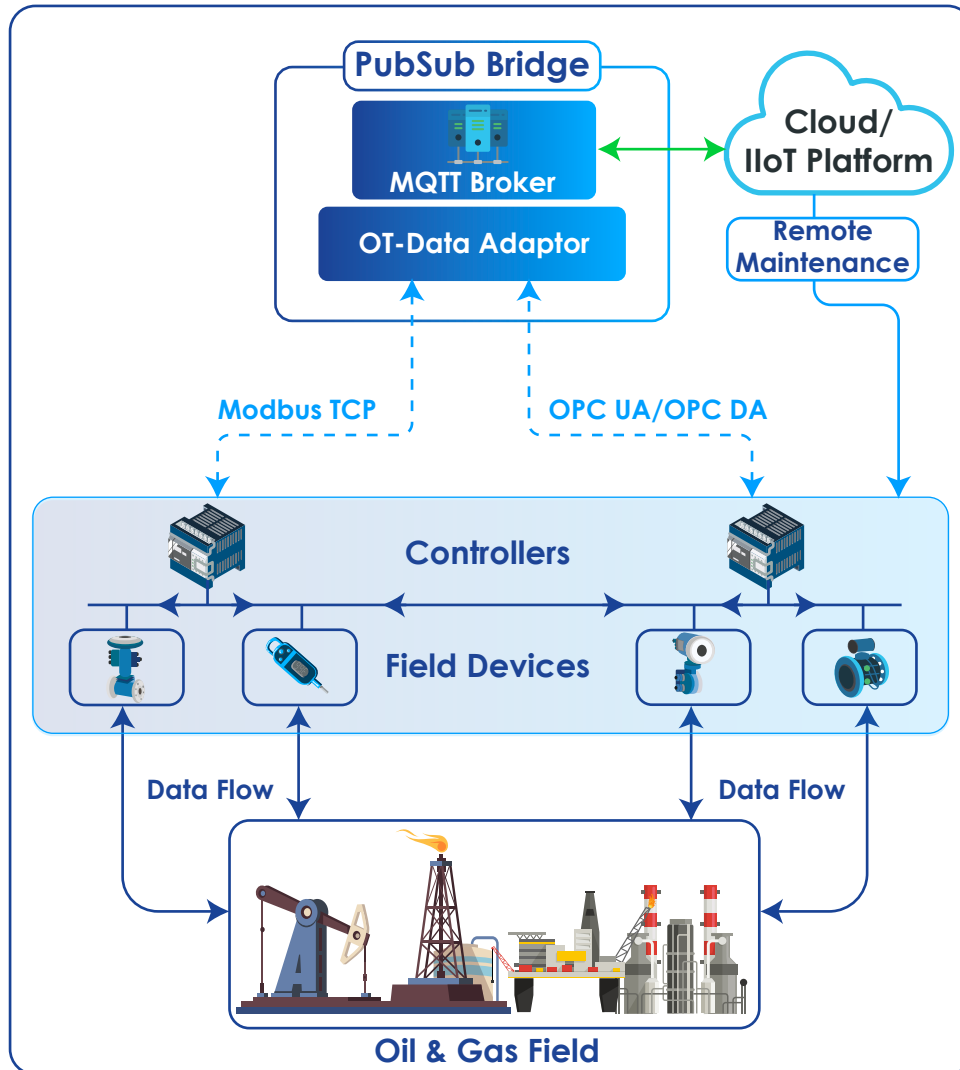 PubSub Bridge
MQTT Broker
OT-Data Adaptor
Cloud/
IIoT Platform
Remote
Maintenance
Modbus TCP
OPC UA/OPC DA
Controllers
Field Devices
Data Flow
Data Flow
Oil & Gas Field